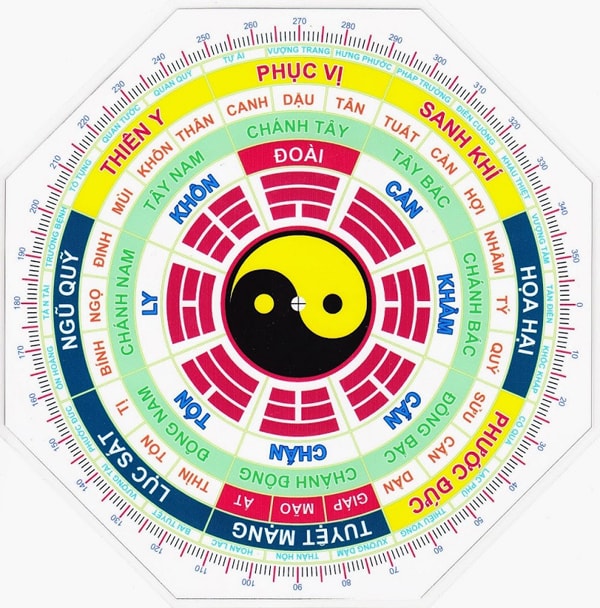 270
280
290
300
310
320
330
340
350
0
10
20
30
40
50
60
70
80
90
100
110
120
130
140
150
160
170
180
190
200
210
220
230
240
250
260
VƯỢNG TRANG
HƯNG PHƯỚC
PHÁP TRƯỜNG
ĐIÊN CUỒNG
KHẨU THIỆT
VƯỢNG TÀM
TẤN ĐIỀN
KHÓC KHẤP
CÔ QUẢ
LẠC PHÚ
THIẾU VONG
XƯƠNG DÂM
THÂN HÔN
HOAN LẠC
BẠI TUYỆT
VƯỢNG TÀI
PHƯỚC ĐỨC
ÔN HOÀNG
TẤN TÀI
TRƯỜNG BỆNH
TỐ TỤNG
QUAN TƯỚC
QUAN QUÝ
TỰ ẢI
PHỤC VỊ
SANH KHÍ
HỌA HẠI
PHƯỚC ĐỨC
TUYỆT MẠNG
LỤC SÁT
NGŨ QUỸ
THIÊN Y
CANH
DẬU
TÂN
TUẤT
CÀN
HỢI
NHÂM
TÝ
QUÝ
SỬU
CẤN
DẦN
GIÁP
MẸO
ẤT
THÌN
TỐN
TỊ
BÍNH
NGỌ
ĐINH
MÙI
KHÔN
THÂN
CHÁNH TÂY
TÂY BẮC
CHÁNH BẮC
ĐÔNG BẮC
CHÁNH ĐÔNG
ĐÔNG NAM
CHÁNH NAM
TÂY NAM
ĐOÀI
CÀN
KHẢM
CẤN
CHẤN
TỐN
LY
KHÔN